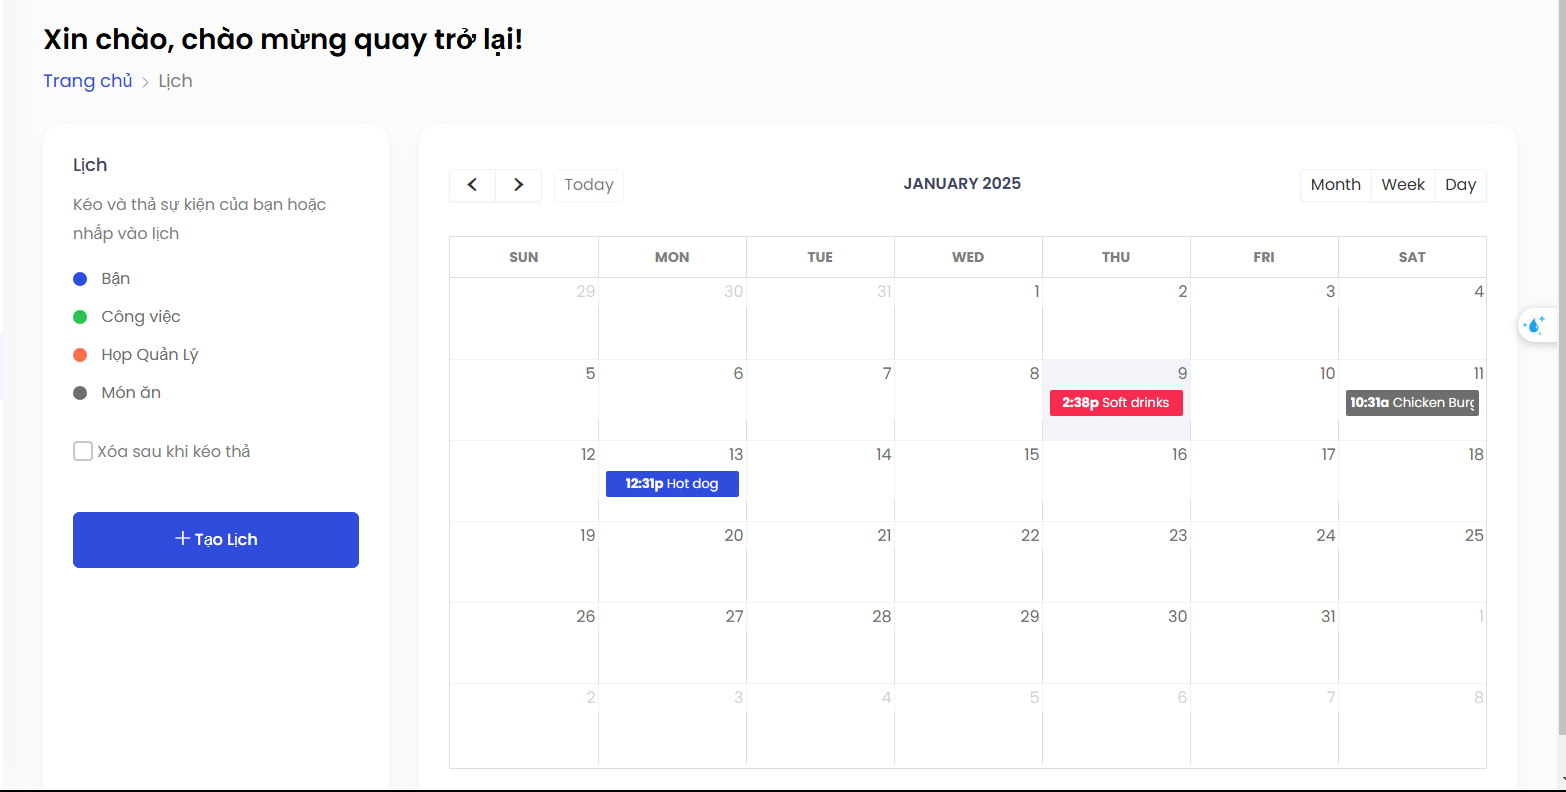 Xin chào, chào mừng quay trở lại!
Trang chủ > Lịch
Lịch
Kéo và thả sự kiện của bạn hoặc
nhấp vào lịch
Bận
Công việc
Họp Quản Lý
Món ăn
Xóa sau khi kéo thả
+ Tạo Lịch
< > Today JANUARY 2025 Month Week Day
SUN MON TUE WED THU FRI SAT
29 30 31 1 2 3 4
5 6 7 8 9 10 11
2:38p Soft drinks 10:31a Chicken Burg
12 13 14 15 16 17 18
12:31p Hot dog
19 20 21 22 23 24 25
26 27 28 29 30 31 1
2 3 4 5 6 7 8